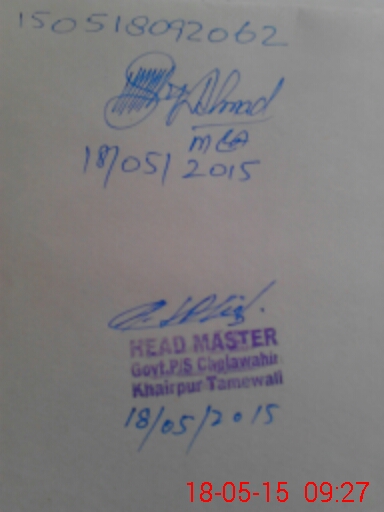 150518092062
Ahmad
MEA
18/05/2015
HEAD MASTER
Govt.P/S Chglawahir
Khairpur Tamewali
18/05/2015
18-05-15 09:27